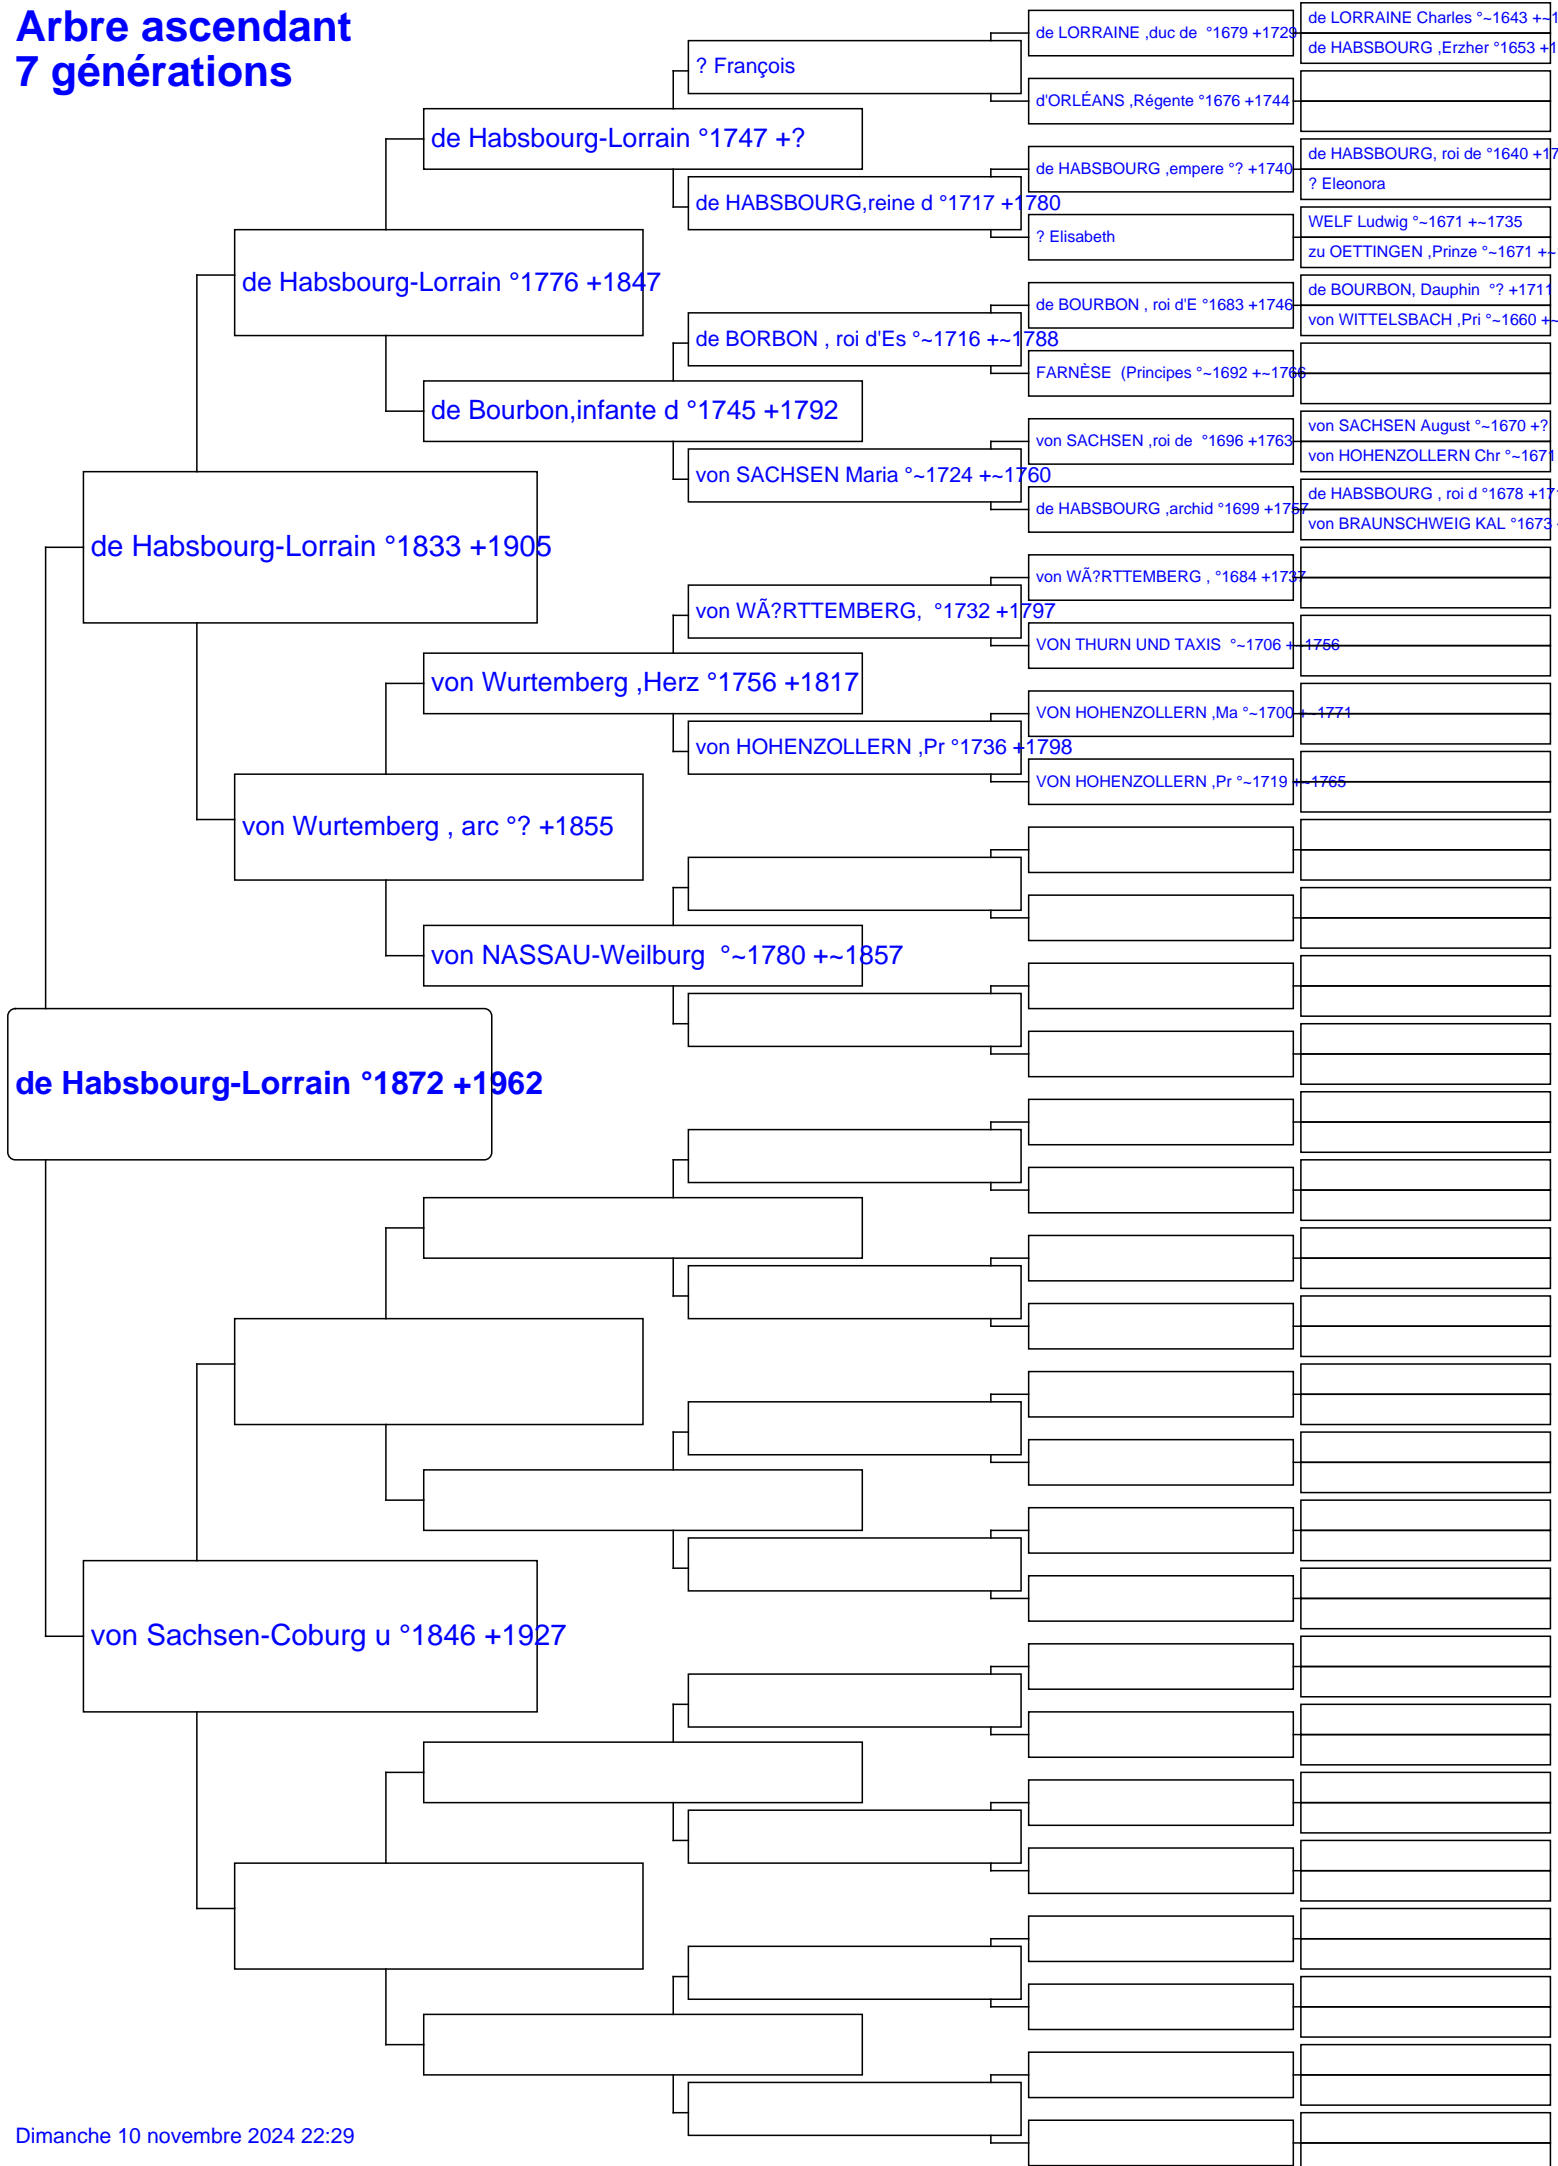 Arbre ascendant
7 générations
de LORRAINE Charles °~1643 +~1
de LORRAINE ,duc de  °1679 +1729
de HABSBOURG ,Erzher °1653 +1
? François
d'ORLÉANS ,Régente °1676 +1744
de Habsbourg-Lorrain °1747 +?
de HABSBOURG, roi de °1640 +17
de HABSBOURG ,empere °? +1740
? Eleonora
de HABSBOURG,reine d °1717 +1780
WELF Ludwig °~1671 +~1735
? Elisabeth
zu OETTINGEN ,Prinze °~1671 +~
de Habsbourg-Lorrain °1776 +1847
de BOURBON, Dauphin  °? +1711
de BOURBON , roi d'E °1683 +1746
von WITTELSBACH ,Pri °~1660 +~
de BORBON , roi d'Es °~1716 +~1788
FARNÈSE  (Principes °~1692 +~1766
de Bourbon,infante d °1745 +1792
von SACHSEN August °~1670 +?
von SACHSEN ,roi de  °1696 +1763
von HOHENZOLLERN Chr °~1671
von SACHSEN Maria °~1724 +~1760
de HABSBOURG , roi d °1678 +171
de HABSBOURG ,archid °1699 +1757
von BRAUNSCHWEIG KAL °1673
de Habsbourg-Lorrain °1833 +1905
von WÃ?RTTEMBERG , °1684 +1737
von WÃ?RTTEMBERG,  °1732 +1797
VON THURN UND TAXIS  °~1706 +~1756
von Wurtemberg ,Herz °1756 +1817
VON HOHENZOLLERN ,Ma °~1700 +~1771
von HOHENZOLLERN ,Pr °1736 +1798
VON HOHENZOLLERN ,Pr °~1719 +~1765
von Wurtemberg , arc °? +1855
von NASSAU-Weilburg  °~1780 +~1857
de Habsbourg-Lorrain °1872 +1962
von Sachsen-Coburg u °1846 +1927
Dimanche 10 novembre 2024 22:29